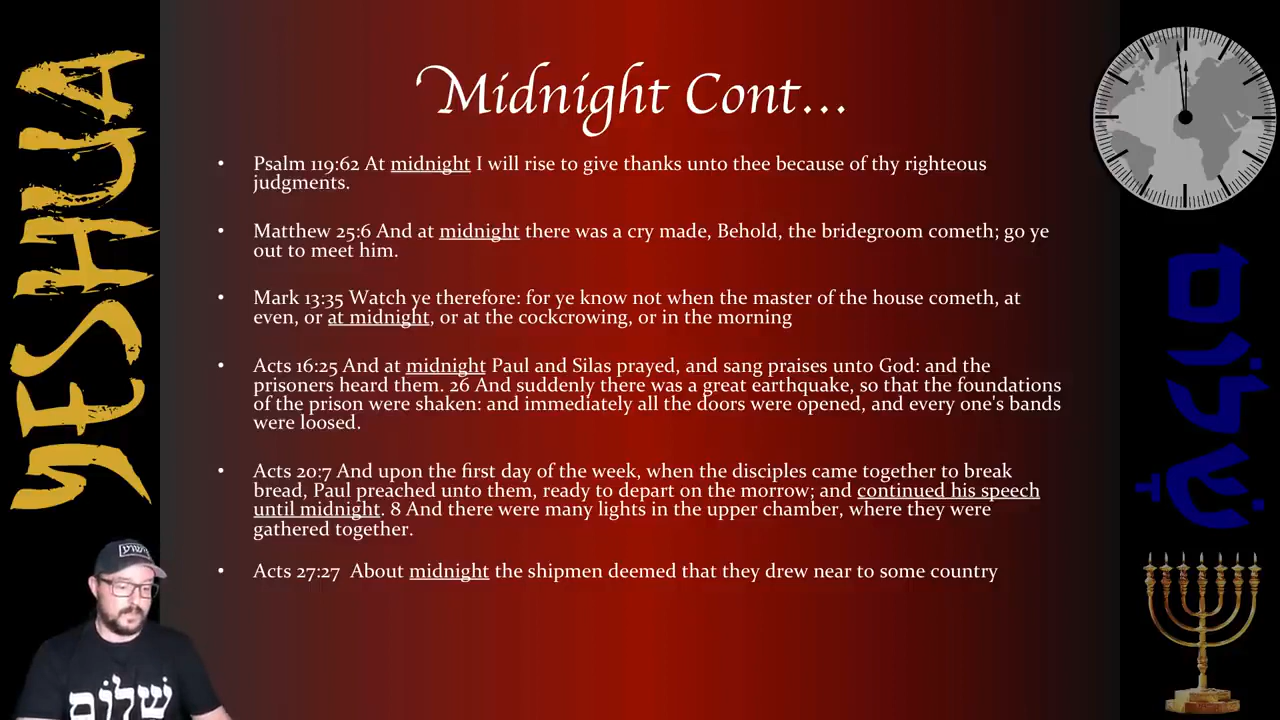 YESHUA
Midnight Cont...
• Psalm 119:62 At midnight I will rise to give thanks unto thee because of thy righteous
judgments.
• Matthew 25:6 And at midnight there was a cry made, Behold, the bridegroom cometh; go ye
out to meet him.
• Mark 13:35 Watch ye therefore: for ye know not when the master of the house cometh, at
even, or at midnight, or at the cockcrowing, or in the morning
• Acts 16:25 And at midnight Paul and Silas prayed, and sang praises unto God: and the
prisoners heard them. 26 And suddenly there was a great earthquake, so that the foundations
of the prison were shaken: and immediately all the doors were opened, and every one's bands
were loosed.
• Acts 20:7 And upon the first day of the week, when the disciples came together to break
bread, Paul preached unto them, ready to depart on the morrow; and continued his speech
until midnight. 8 And there were many lights in the upper chamber, where they were
gathered together.
• Acts 27:27 About midnight the shipmen deemed that they drew near to some country
שָׁלוֹם
ישוע
שָׁלוֹם